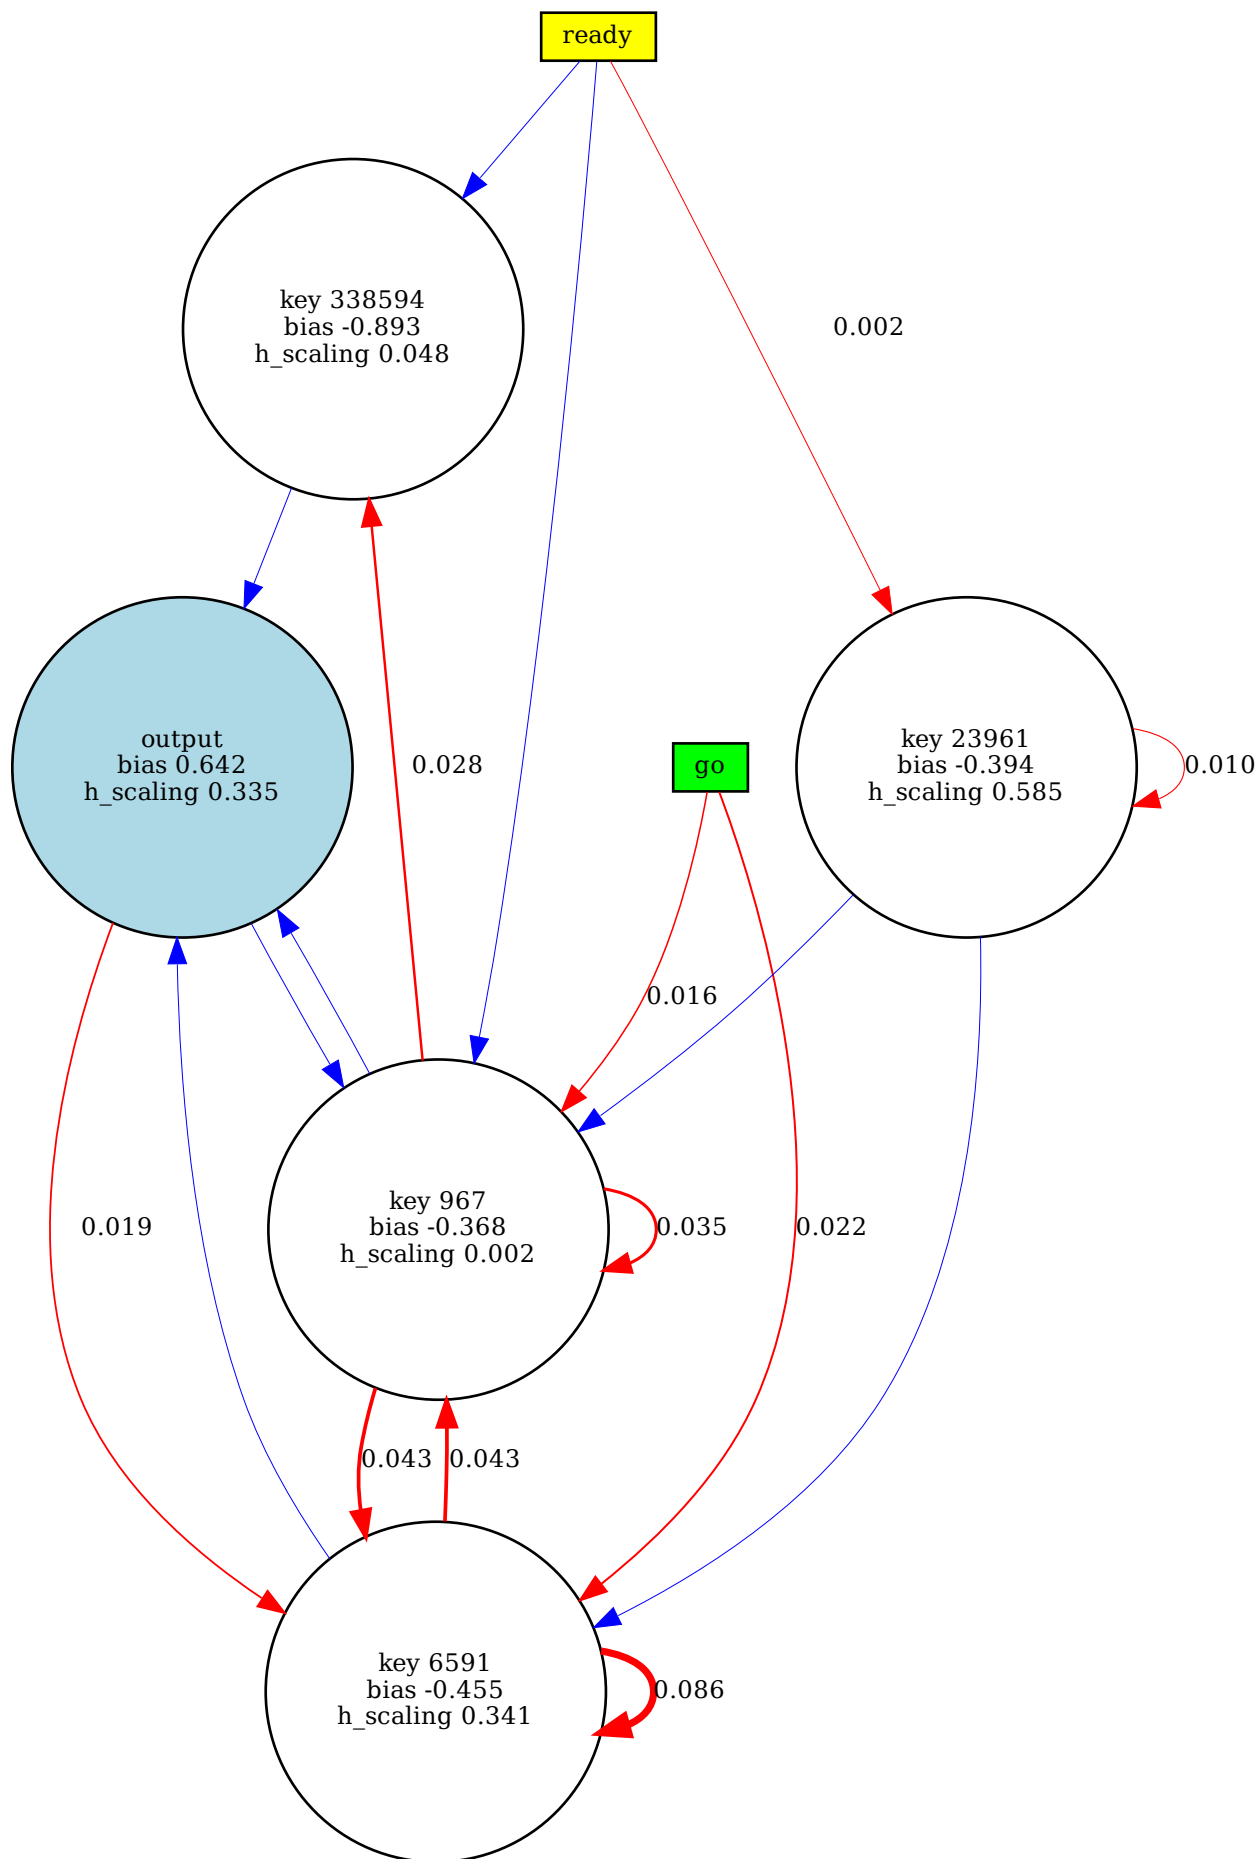 ready
key 338594
bias -0.893
h_scaling 0.048
0.002
output
bias 0.642
h_scaling 0.335
0.028
go
key 23961
bias -0.394
h_scaling 0.585
0.010
0.016
0.019
key 967
bias -0.368
h_scaling 0.002
0.035
0.022
0.043
0.043
key 6591
bias -0.455
h_scaling 0.341
0.086